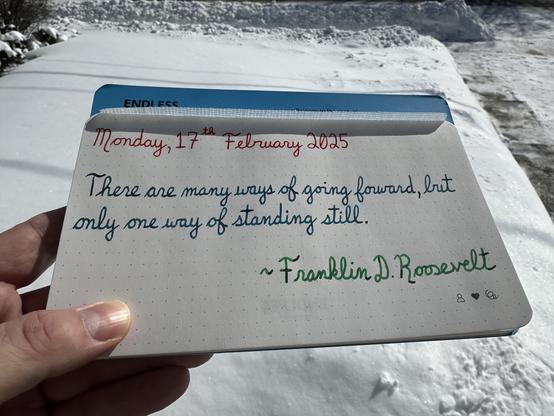 ENDLESS
Monday, 17th February 2025
There are many ways of going forward, but
only one way of standing still.
~ Franklin D. Roosevelt